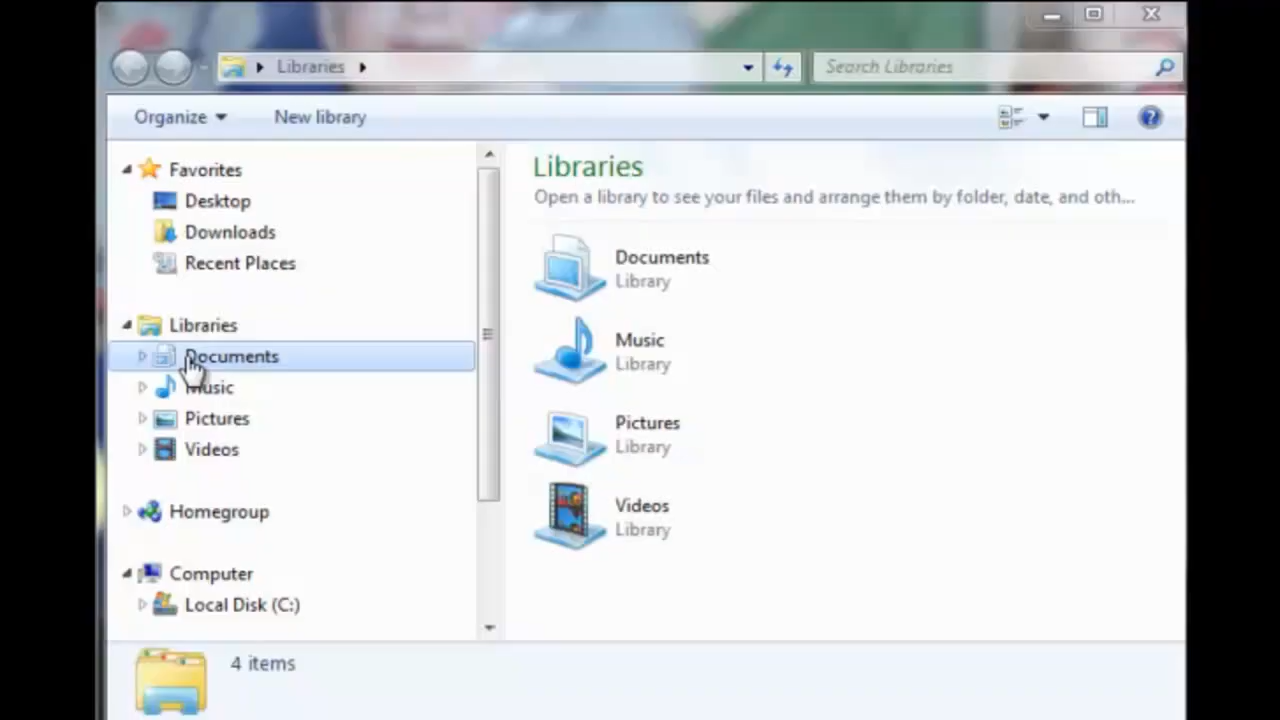 Libraries
Search Libraries
Organize
New library
Favorites
Desktop
Downloads
Recent Places
Libraries
Documents
Music
Pictures
Videos
Homegroup
Computer
Local Disk (C:)
Libraries
Open a library to see your files and arrange them by folder, date, and oth...
Documents
Library
Music
Library
Pictures
Library
Videos
Library
4 items